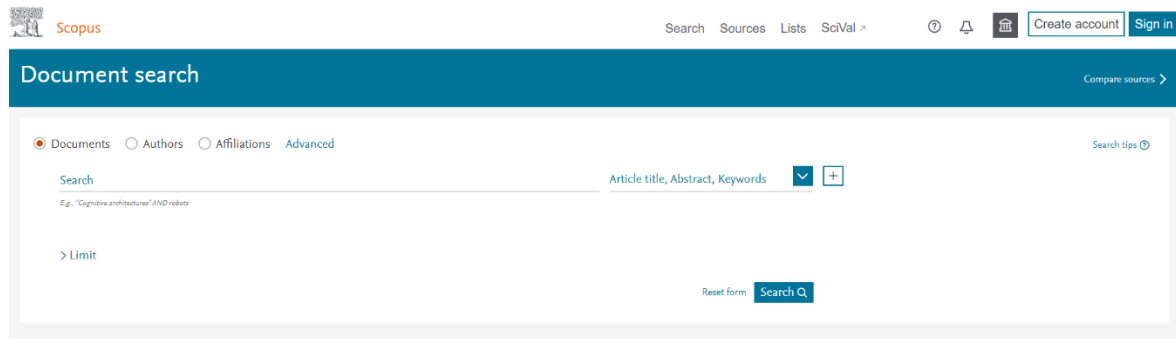 Scopus
Search Sources Lists SciVal
Create account Sign in
Document search
Compare sources
Documents Authors Affiliations Advanced
Search tips
Search
Article title, Abstract, Keywords
E.g., "Cognitive architectures" AND robots
Limit
Reset form Search